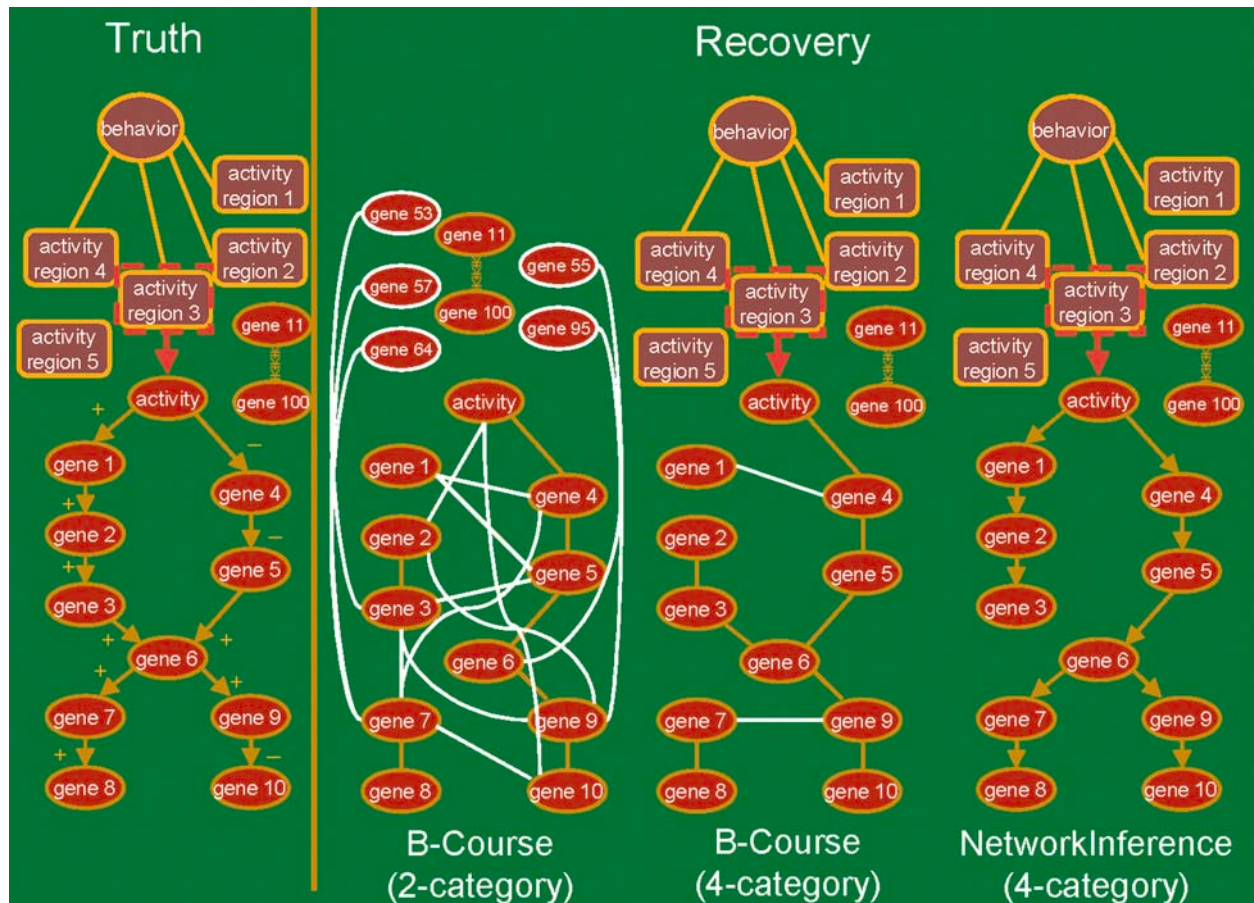 Truth
behavior
activity
region 1
activity
region 4
activity
region 2
activity
region 3
activity
region 5
gene 11
gene 100
activity
+
−
gene 1
gene 4
+
−
gene 2
gene 5
+
gene 3
+
+
gene 6
+
+
gene 7
gene 9
+
−
gene 8
gene 10
Recovery
gene 53
gene 11
gene 55
gene 57
gene 100
gene 95
gene 64
activity
gene 1
gene 4
gene 2
gene 5
gene 3
gene 6
gene 7
gene 9
gene 8
gene 10
B-Course
(2-category)
behavior
activity
region 1
activity
region 4
activity
region 2
activity
region 3
activity
region 5
gene 11
gene 100
activity
gene 1
gene 4
gene 2
gene 5
gene 3
gene 6
gene 7
gene 9
gene 8
gene 10
B-Course
(4-category)
behavior
activity
region 1
activity
region 4
activity
region 2
activity
region 3
activity
region 5
gene 11
gene 100
activity
gene 1
gene 4
gene 2
gene 5
gene 3
gene 6
gene 7
gene 9
gene 8
gene 10
NetworkInference
(4-category)